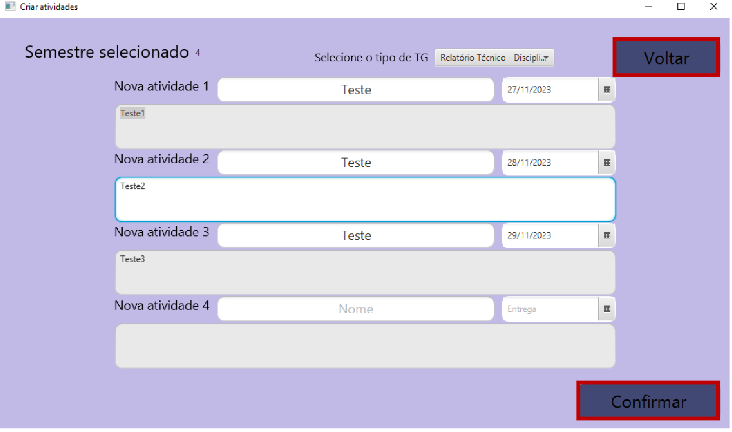 Criar atividades
Semestre selecionado 4
Selecione o tipo de TG Relatório Técnico - Discipli...
Voltar
Nova atividade 1 Teste 27/11/2023
Teste1
Nova atividade 2 Teste 28/11/2023
Teste2
Nova atividade 3 Teste 29/11/2023
Teste3
Nova atividade 4 Nome Entrega
Confirmar